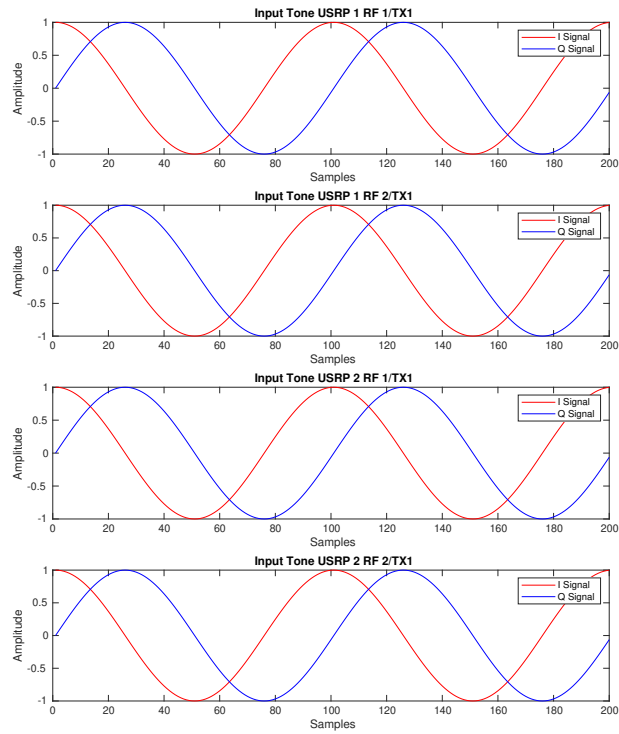 Input Tone USRP 1 RF 1/TX1
1
0.5
0
-0.5
-1
Amplitude
I Signal
Q Signal
0 20 40 60 80 100 120 140 160 180 200
Samples
Input Tone USRP 1 RF 2/TX1
1
0.5
0
-0.5
-1
Amplitude
I Signal
Q Signal
0 20 40 60 80 100 120 140 160 180 200
Samples
Input Tone USRP 2 RF 1/TX1
1
0.5
0
-0.5
-1
Amplitude
I Signal
Q Signal
0 20 40 60 80 100 120 140 160 180 200
Samples
Input Tone USRP 2 RF 2/TX1
1
0.5
0
-0.5
-1
Amplitude
I Signal
Q Signal
0 20 40 60 80 100 120 140 160 180 200
Samples